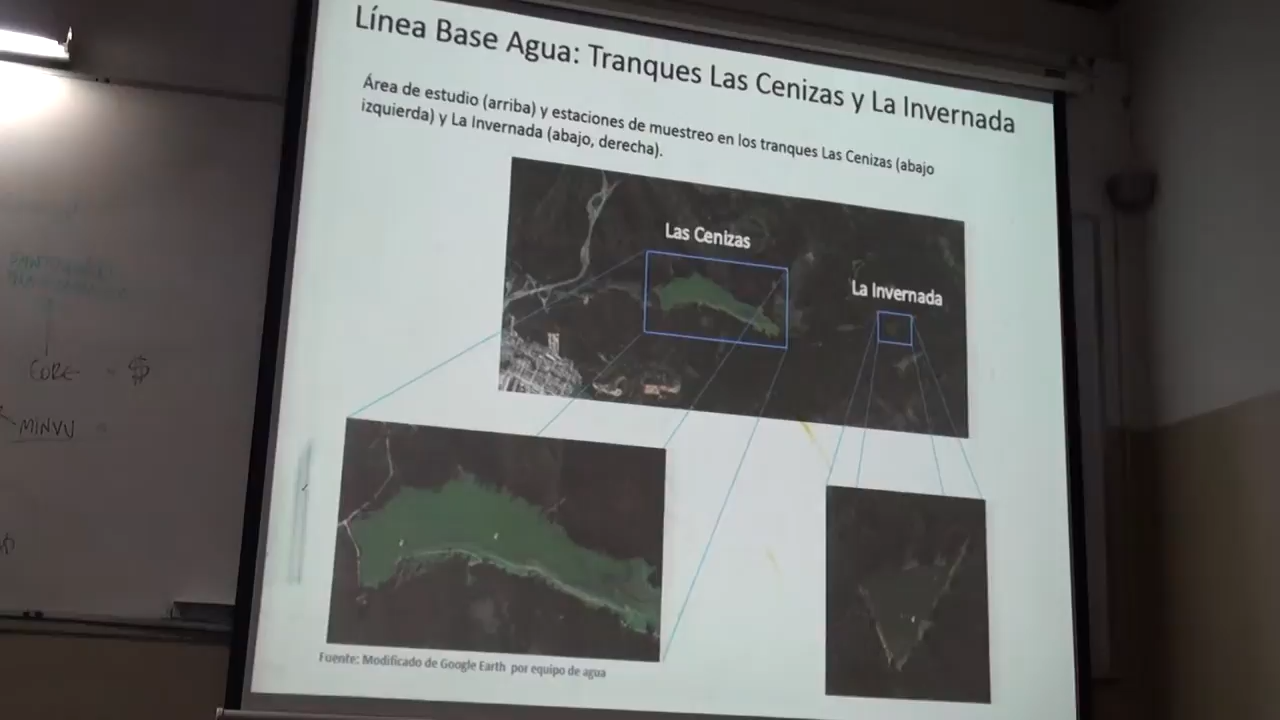 Línea Base Agua: Tranques Las Cenizas y La Invernada
Área de estudio (arriba) y estaciones de muestreo en los tranques Las Cenizas (abajo
izquierda) y La Invernada (abajo, derecha).
Las Cenizas
La Invernada
Fuente: Modificado de Google Earth por equipo de agua
CORE $
MINVU